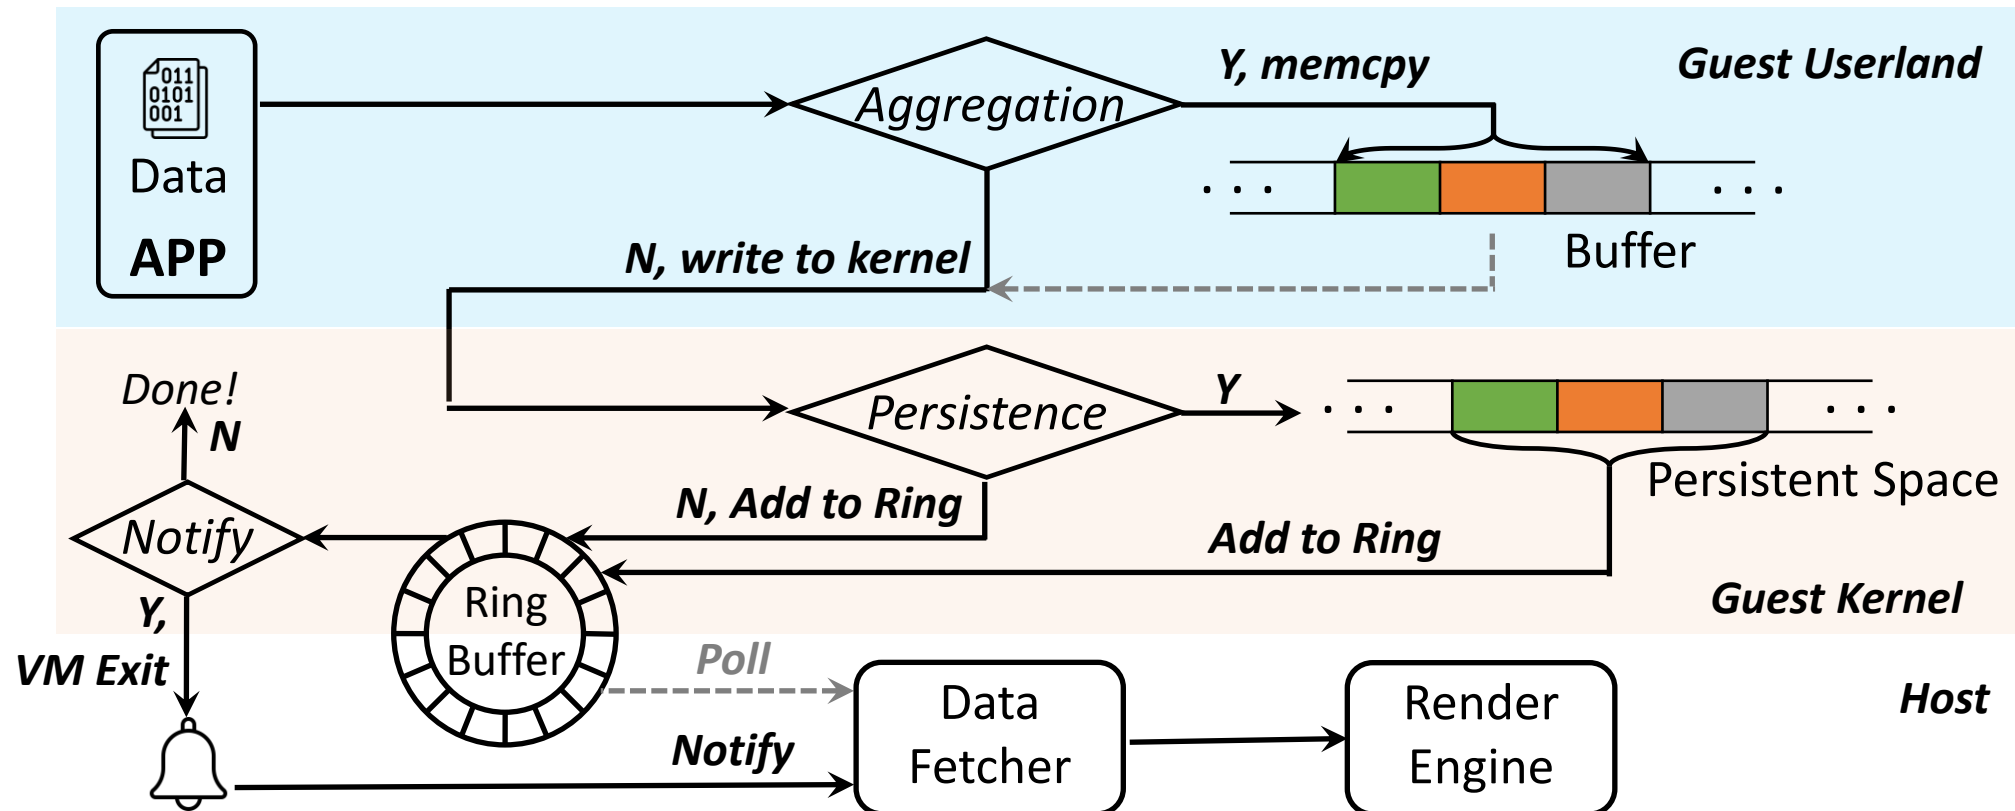 011
0101
001
Data
APP
Aggregation
Y, memcpy
Guest Userland
. . .
. . .
Buffer
N, write to kernel
Done!
N
Persistence
Y
. . .
. . .
Persistent Space
N, Add to Ring
Add to Ring
Notify
Guest Kernel
Y,
VM Exit
Ring
Buffer
Poll
Notify
Data
Fetcher
Render
Engine
Host